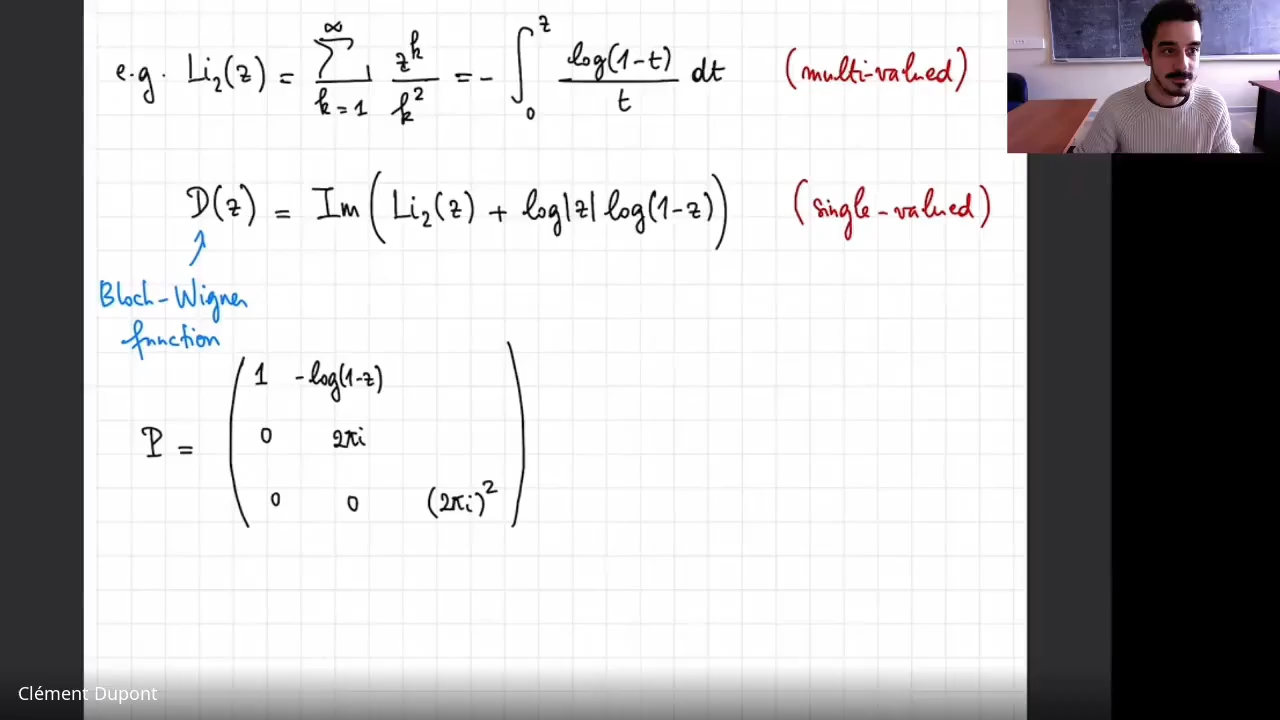 e.g. Li₂(z) = ∑_{k=1}^{∞} z^k/k² = - ∫_0^z log(1-t)/t dt (multi-valued)
D(z) = Im(Li₂(z) + log|z| log(1-z)) (single-valued)
Bloch-Wigner
function
P = ( 1 -log(1-z)
0 2πi
0 0 (2πi)² )
Clément Dupont